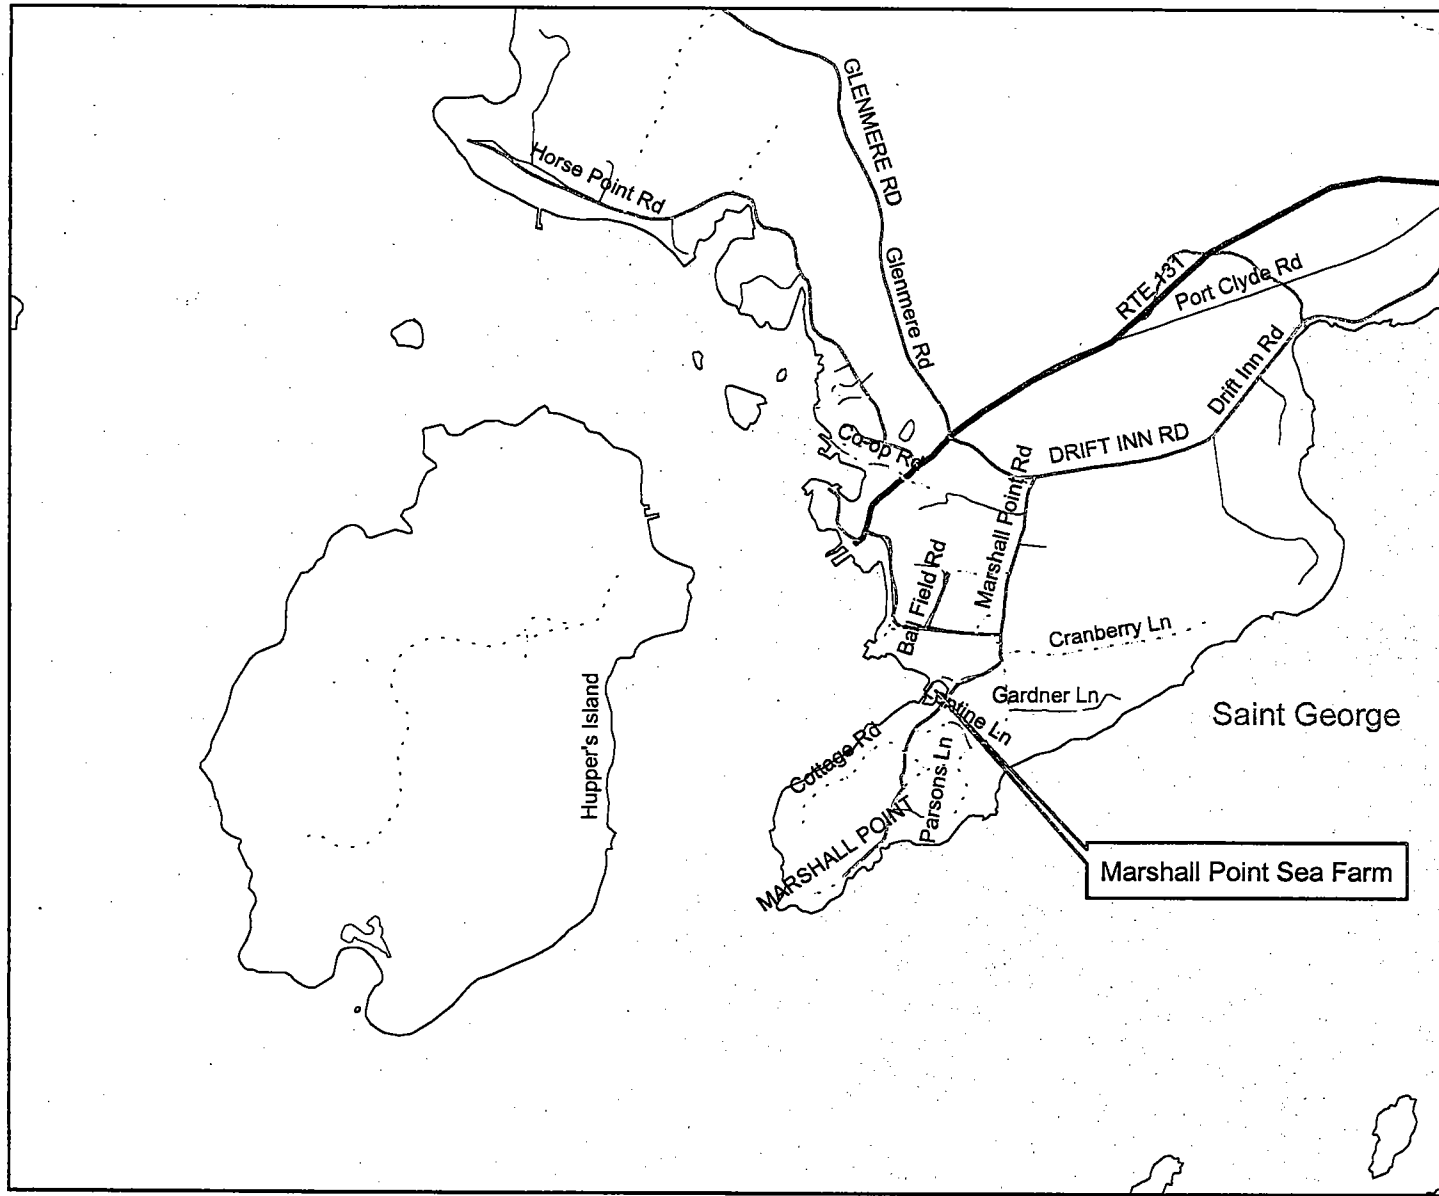 GLENMERE RD
Horse Point Rd
Glenmere Rd
RTE 131
Port Clyde Rd
Drift Inn Rd
Co-op Rd
DRIFT INN RD
Marshall Point Rd
Ball Field Rd
Cranberry Ln
Gardner Ln
Ln
Saint George
Hupper's Island
Cottage Rd
Parsons Ln
MARSHALL POINT
Marshall Point Sea Farm